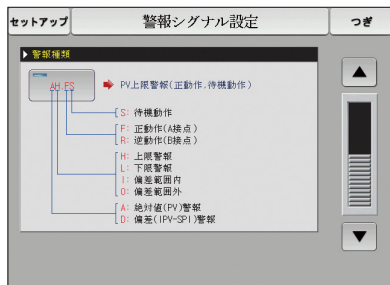 セットアップ
警報シグナル設定
つぎ
▶ 警報種類
AH.FS
PV上限警報(正動作.待機動作)
S: 待機動作
F: 正動作(A接点)
R: 逆動作(B接点)
H: 上限警報
L: 下限警報
I: 偏差範囲内
O: 偏差範囲外
A: 絶対値(PV)警報
D: 偏差(IPV-SPI)警報